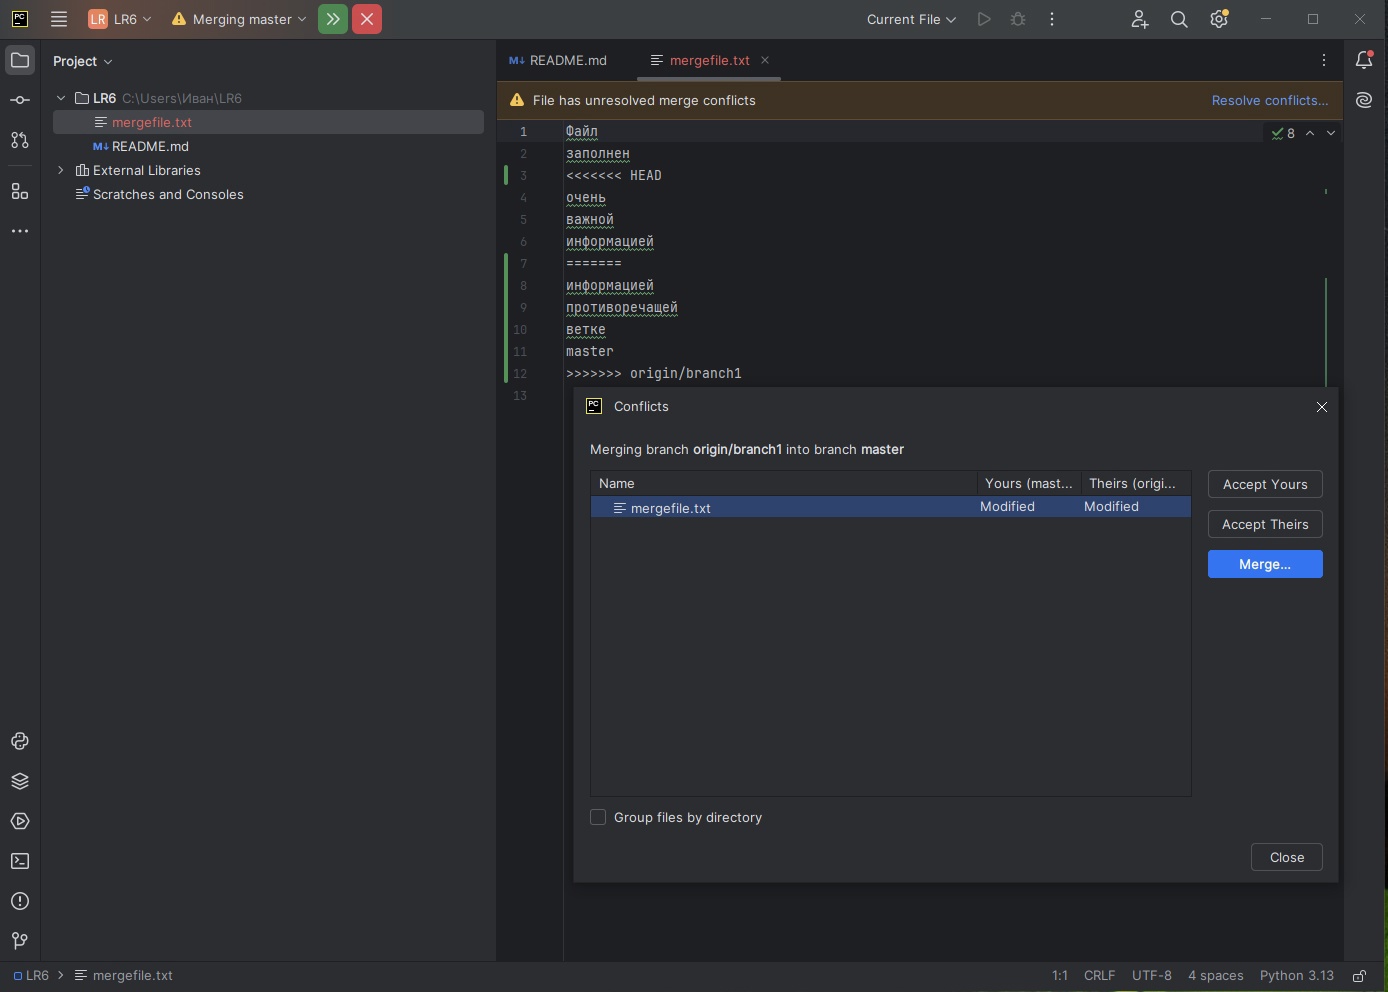 PC
LR LR6
Merging master
Current File
Project
README.md
mergefile.txt
LR6 C:\Users\Иван\LR6
mergefile.txt
README.md
External Libraries
Scratches and Consoles
File has unresolved merge conflicts
Resolve conflicts...
8
1 Файл
2 заполнен
3 <<<<<<< HEAD
4 очень
5 важной
6 информацией
7 =======
8 информацией
9 противоречащей
10 ветке
11 master
12 >>>>>>> origin/branch1
13
PC Conflicts
Merging branch origin/branch1 into branch master
Name Yours (mast... Theirs (origi...
mergefile.txt Modified Modified
Accept Yours
Accept Theirs
Merge...
Group files by directory
Close
LR6 > mergefile.txt
1:1 CRLF UTF-8 4 spaces Python 3.13